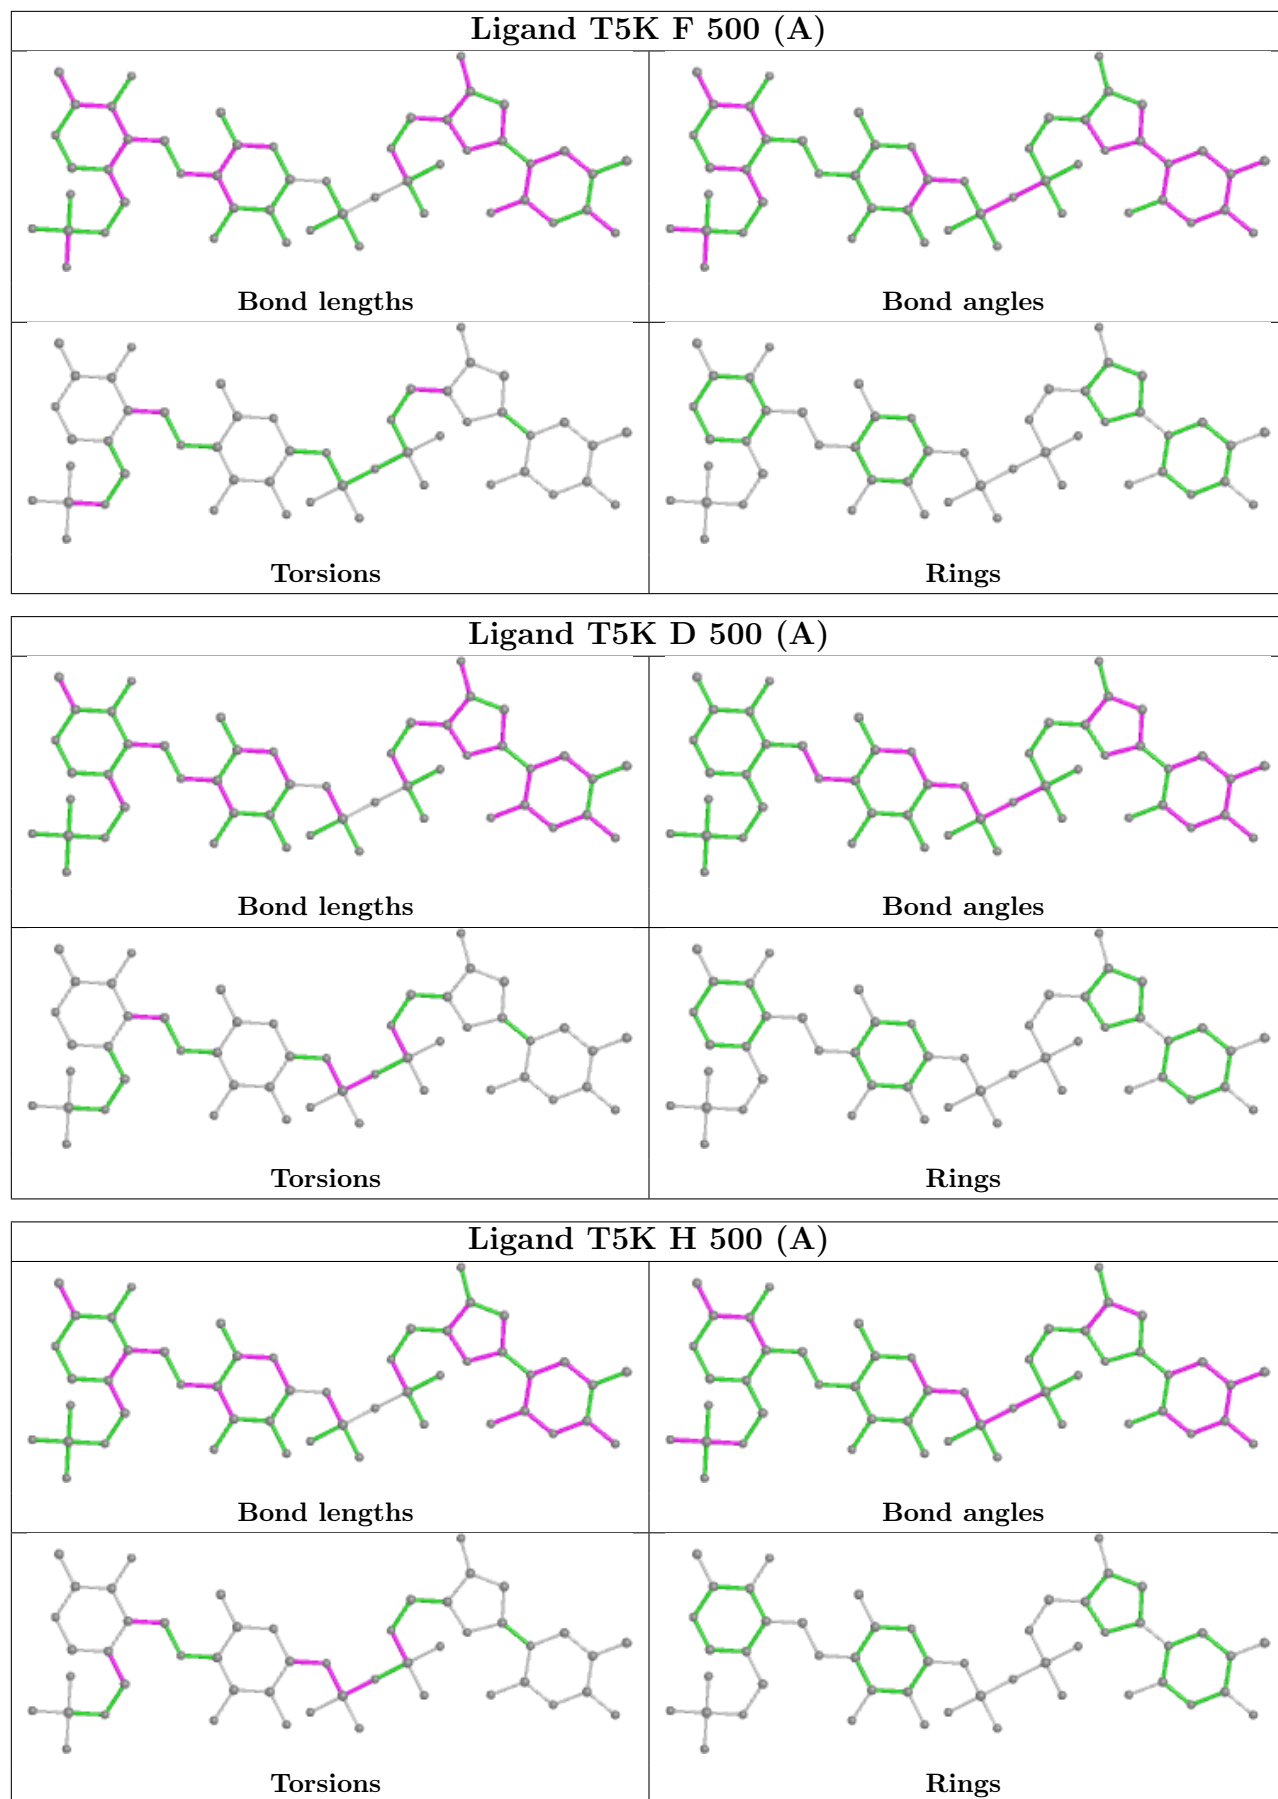 Ligand T5K F 500 (A)
Bond lengths
Bond angles
Torsions
Rings
Ligand T5K D 500 (A)
Bond lengths
Bond angles
Torsions
Rings
Ligand T5K H 500 (A)
Bond lengths
Bond angles
Torsions
Rings